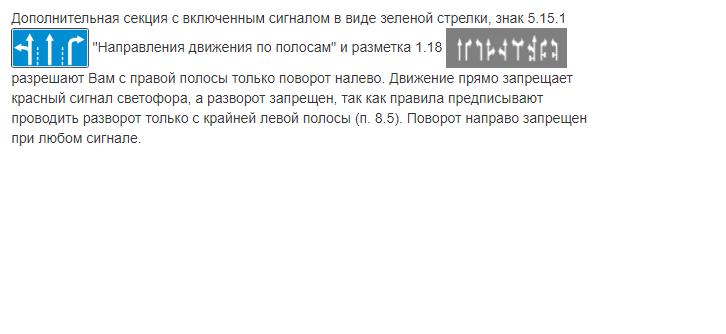 Дополнительная секция с включенным сигналом в виде зеленой стрелки, знак 5.15.1
"Направления движения по полосам" и разметка 1.18
разрешают Вам с правой полосы только поворот налево. Движение прямо запрещает
красный сигнал светофора, а разворот запрещен, так как правила предписывают
проводить разворот только с крайней левой полосы (п. 8.5). Поворот направо запрещен
при любом сигнале.